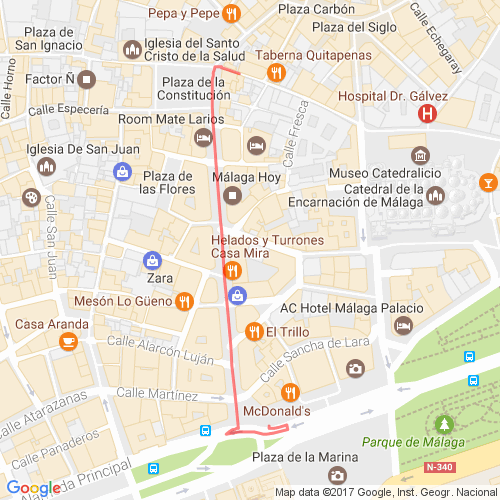 Pepa y Pepe
Plaza Carbón
Plaza de
San Ignacio
Iglesia del Santo
Cristo de la Salud
Plaza del Siglo
Calle Echegaray
Taberna Quitapenas
Calle Horno
Factor Ñ
Plaza de la
Constitución
Hospital Dr. Gálvez
Calle Especería
Room Mate Larios
Calle Fresca
Iglesia De San Juan
Museo Catedralicio
Plaza de
las Flores
Málaga Hoy
Catedral de la
Encarnación de Málaga
Calle San Juan
Helados y Turrones
Casa Mira
Zara
Mesón Lo Güeno
AC Hotel Málaga Palacio
Casa Aranda
El Trillo
Calle Sancha de Lara
Calle Alarcón Luján
Calle Martínez
Calle Atarazanas
McDonald's
Calle Panaderos
Parque de Málaga
Plaza de la Marina
Alameda Principal
N-340
Map data ©2017 Google, Inst. Geogr. Nacional